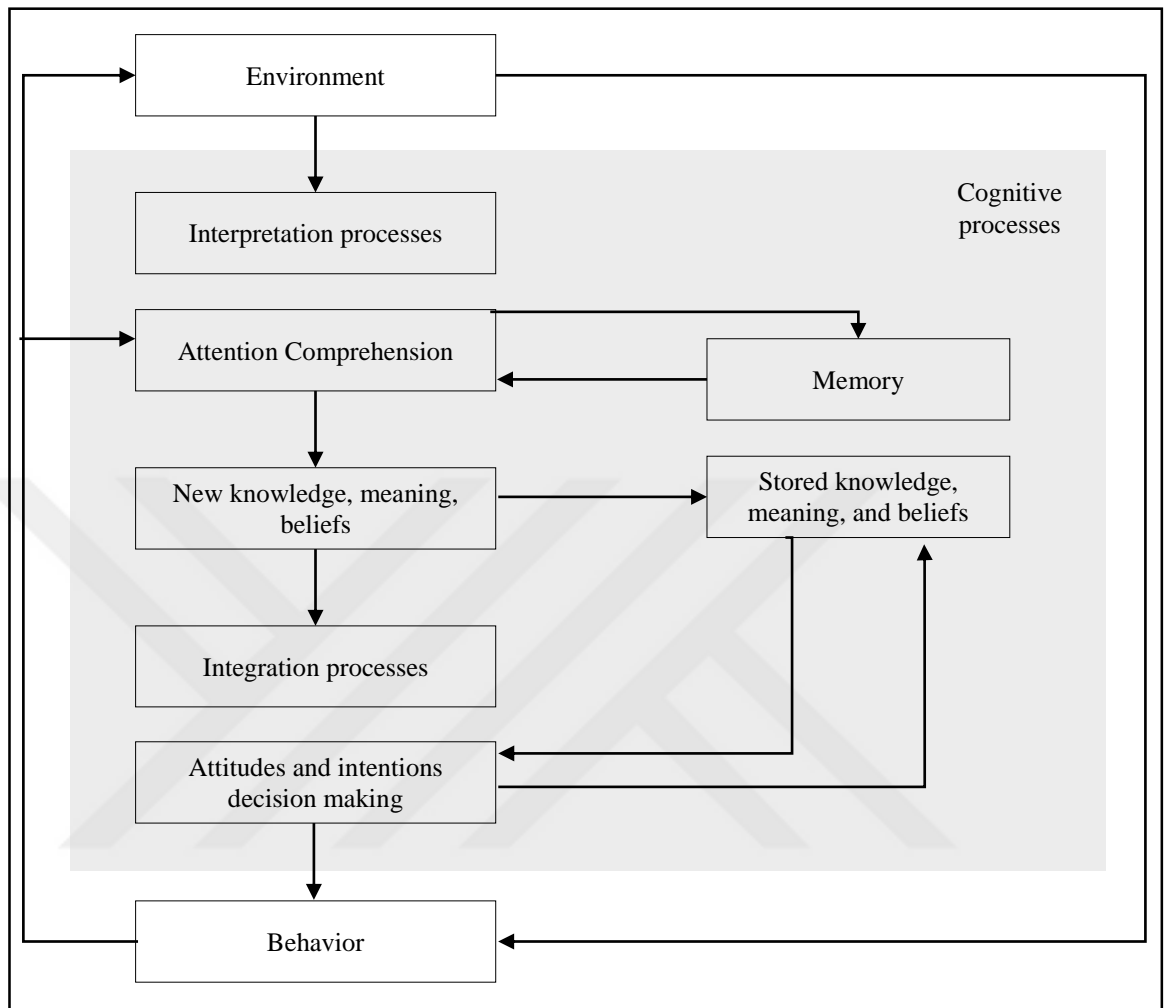 Environment
Cognitive
processes
Interpretation processes
Attention Comprehension
Memory
New knowledge, meaning,
beliefs
Stored knowledge,
meaning, and beliefs
Integration processes
Attitudes and intentions
decision making
Behavior